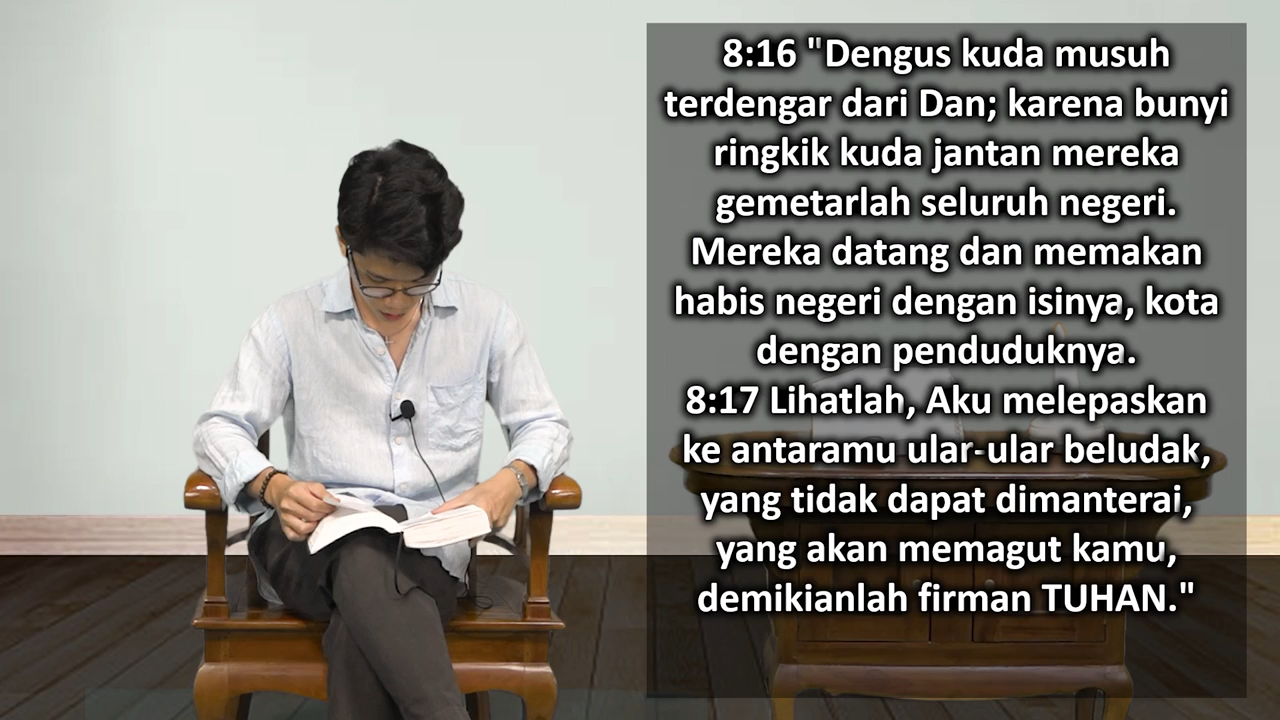 8:16 "Dengus kuda musuh
terdengar dari Dan; karena bunyi
ringkik kuda jantan mereka
gemetarlah seluruh negeri.
Mereka datang dan memakan
habis negeri dengan isinya, kota
dengan penduduknya.
8:17 Lihatlah, Aku melepaskan
ke antaramu ular-ular beludak,
yang tidak dapat dimanterai,
yang akan memagut kamu,
demikianlah firman TUHAN."